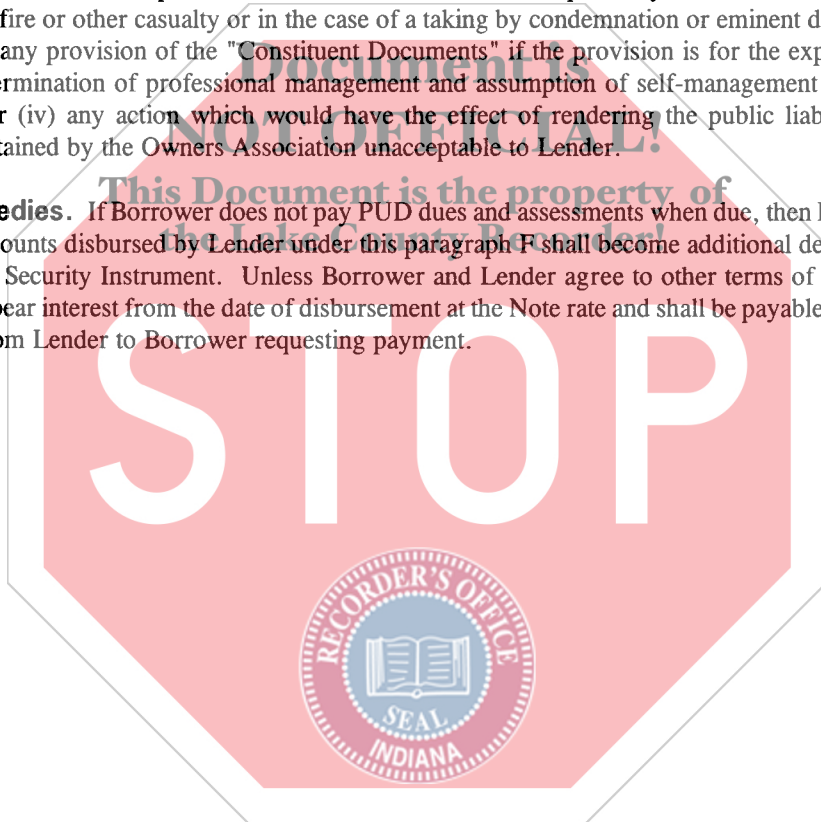 fire or other casualty or in the case of a taking by condemnation or eminent d
any provision of the "Constituent Documents" if the provision is for the exp
ermination of professional management and assumption of self-management
r (iv) any action which would have the effect of rendering the public liab
tained by the Owners Association unacceptable to Lender.
edies. If Borrower does not pay PUD dues and assessments when due, then
ounts disbursed by Lender under this paragraph F shall become additional de
Security Instrument. Unless Borrower and Lender agree to other terms of
bear interest from the date of disbursement at the Note rate and shall be payable
om Lender to Borrower requesting payment.
Document is
NOT OFFICIAL!
This Document is the property of
the Lake County Recorder!
STOP
RECORDER'S OFFICE
SEAL
INDIANA